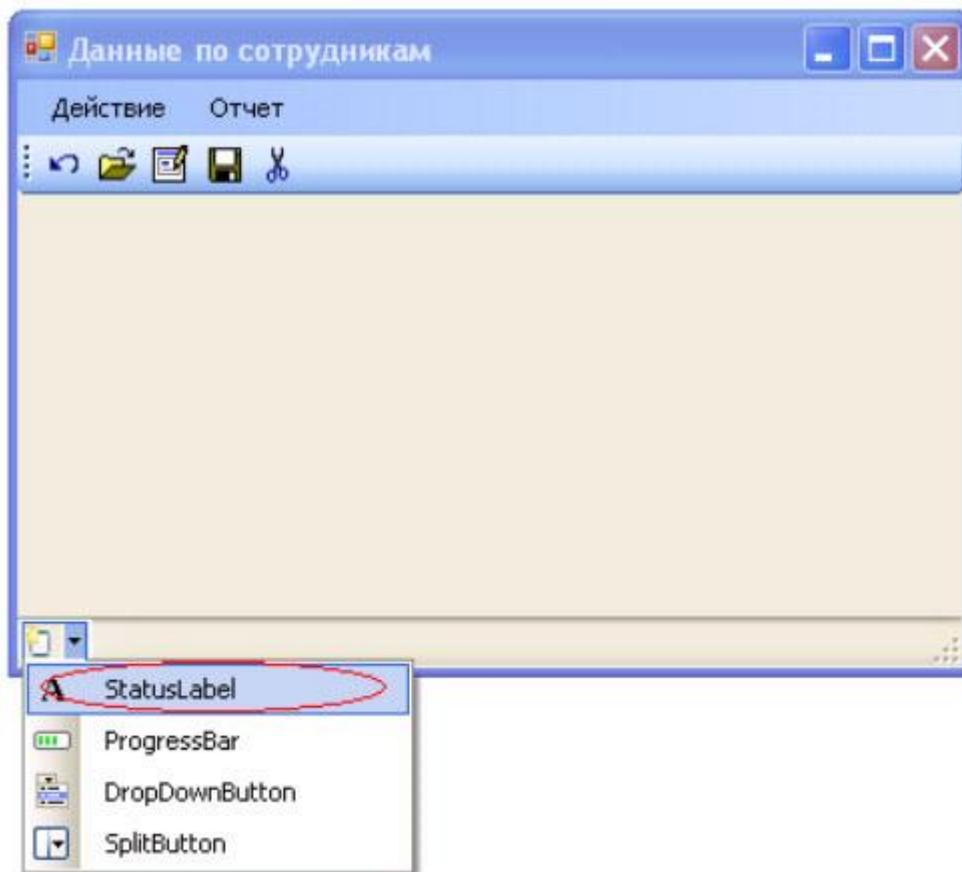 Данные по сотрудникам
Действие Отчет
StatusLabel
ProgressBar
DropDownButton
SplitButton